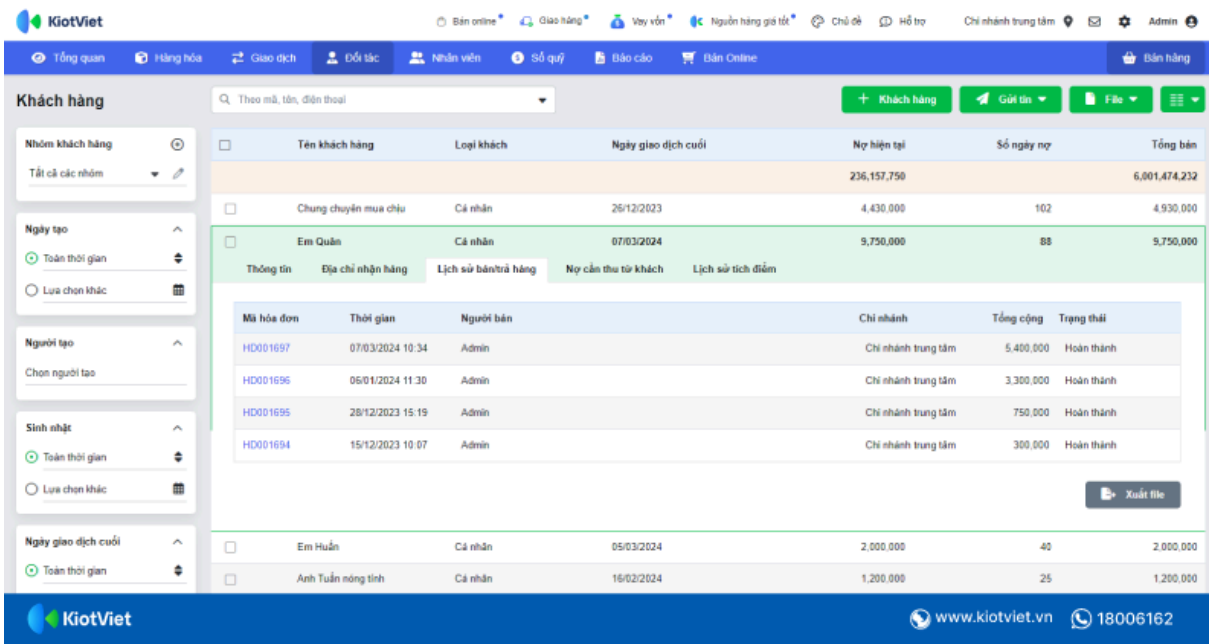 KiotViet
Bán online Giao hàng Vay vốn Nguồn hàng giá tốt Chủ đề Hỗ trợ Chi nhánh trung tâm Admin
Tổng quan Hàng hóa Giao dịch Đối tác Nhân viên Sổ quỹ Báo cáo Bán Online Bán hàng
Khách hàng
Theo mã, tên, điện thoại
Khách hàng Gửi tin File
Nhóm khách hàng
Tất cả các nhóm
Ngày tạo
Toàn thời gian
Lựa chọn khác
Người tạo
Chọn người tạo
Sinh nhật
Toàn thời gian
Lựa chọn khác
Ngày giao dịch cuối
Toàn thời gian
Tên khách hàng Loại khách Ngày giao dịch cuối Nợ hiện tại Số ngày nợ Tổng bán
236,157,750 6,001,474,232
Chung chuyên mua chịu Cá nhân 26/12/2023 4,430,000 102 4,930,000
Em Quân Cá nhân 07/03/2024 9,750,000 88 9,750,000
Thông tin Địa chỉ nhận hàng Lịch sử bán/trả hàng Nợ cần thu từ khách Lịch sử tích điểm
Mã hóa đơn Thời gian Người bán Chi nhánh Tổng cộng Trạng thái
HD001697 07/03/2024 10:34 Admin Chi nhánh trung tâm 5,400,000 Hoàn thành
HD001696 06/01/2024 11:30 Admin Chi nhánh trung tâm 3,300,000 Hoàn thành
HD001695 28/12/2023 15:19 Admin Chi nhánh trung tâm 750,000 Hoàn thành
HD001694 15/12/2023 10:07 Admin Chi nhánh trung tâm 300,000 Hoàn thành
Xuất file
Em Huấn Cá nhân 05/03/2024 2,000,000 40 2,000,000
Anh Tuấn nóng tính Cá nhân 16/02/2024 1,200,000 25 1,200,000
KiotViet www.kiotviet.vn 18006162